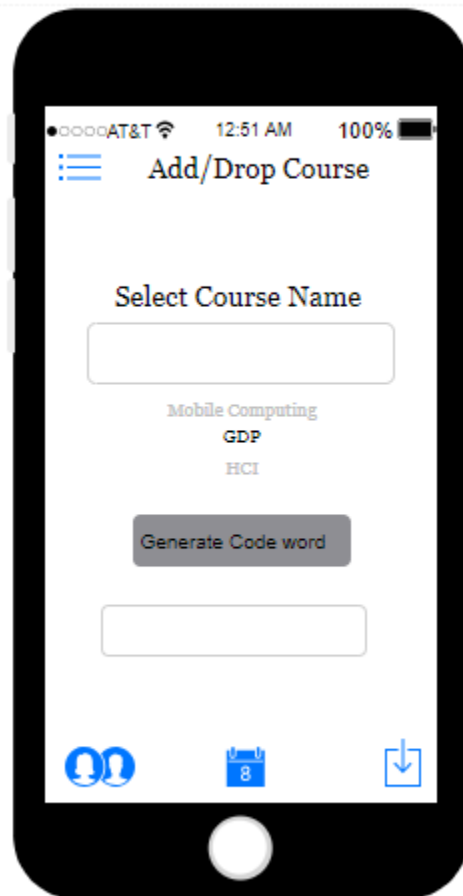 AT&T 12:51 AM 100%
Add/Drop Course
Select Course Name
Mobile Computing
GDP
HCI
Generate Code word
8